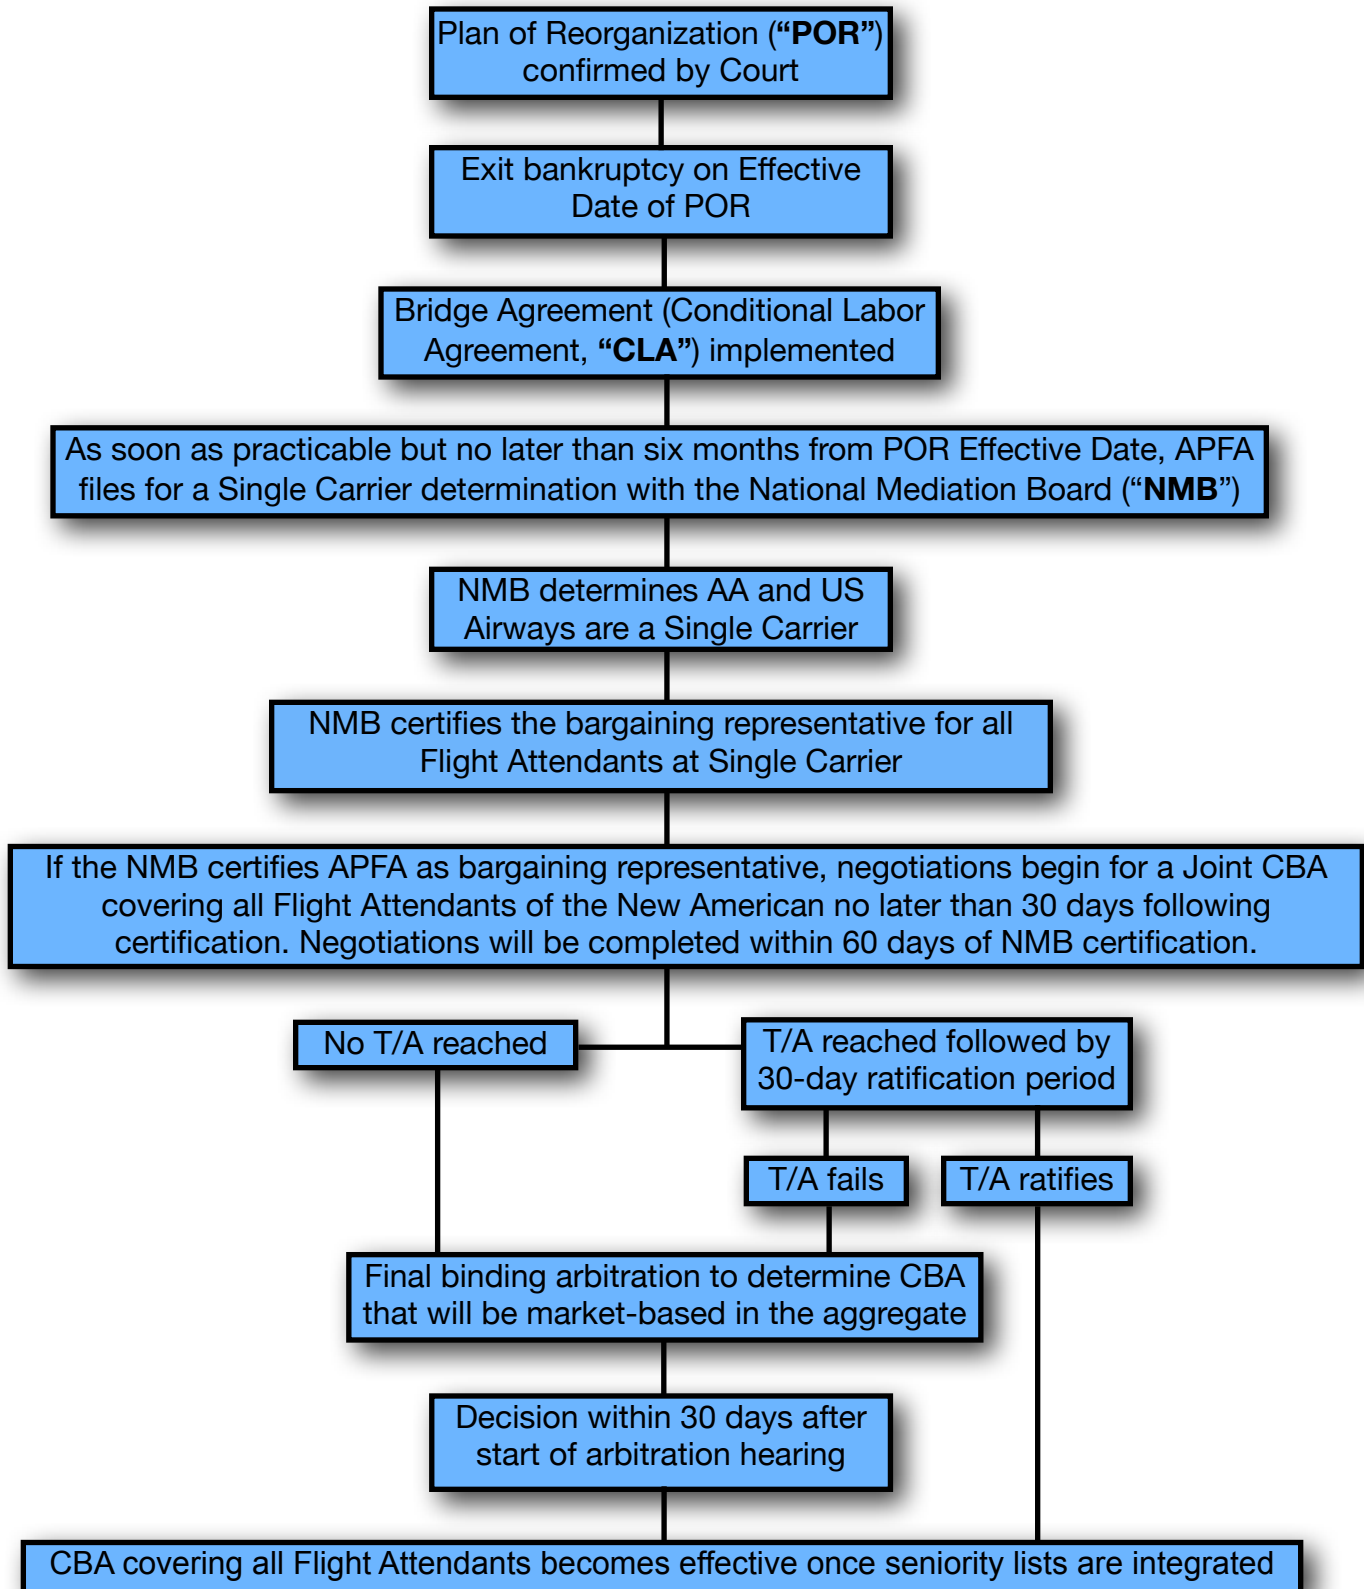 Plan of Reorganization (“POR”)
confirmed by Court
Exit bankruptcy on Effective
Date of POR
Bridge Agreement (Conditional Labor
Agreement, “CLA”) implemented
As soon as practicable but no later than six months from POR Effective Date, APFA
files for a Single Carrier determination with the National Mediation Board (“NMB”)
NMB determines AA and US
Airways are a Single Carrier
NMB certifies the bargaining representative for all
Flight Attendants at Single Carrier
If the NMB certifies APFA as bargaining representative, negotiations begin for a Joint CBA
covering all Flight Attendants of the New American no later than 30 days following
certification. Negotiations will be completed within 60 days of NMB certification.
No T/A reached
T/A reached followed by
30-day ratification period
T/A fails
T/A ratifies
Final binding arbitration to determine CBA
that will be market-based in the aggregate
Decision within 30 days after
start of arbitration hearing
CBA covering all Flight Attendants becomes effective once seniority lists are integrated